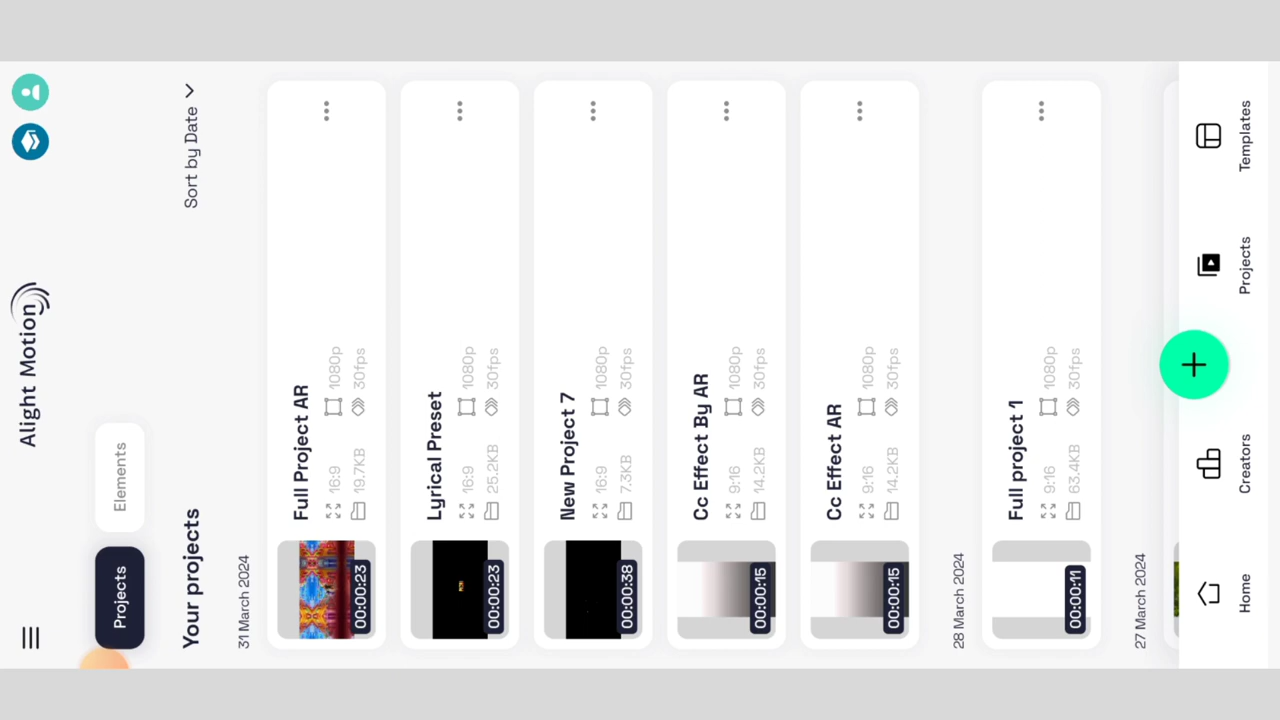 Alight Motion
Projects
Elements
Your projects
Sort by Date
31 March 2024
Full Project AR
16:9
1080p
19.7KB
30fps
00:00:23
Lyrical Preset
16:9
1080p
25.2KB
30fps
00:00:23
New Project 7
16:9
1080p
7.3KB
30fps
00:00:38
Cc Effect By AR
9:16
1080p
14.2KB
30fps
00:00:15
Cc Effect AR
9:16
1080p
14.2KB
30fps
00:00:15
28 March 2024
Full project 1
9:16
1080p
63.4KB
30fps
00:00:11
27 March 2024
Home
Creators
Projects
Templates